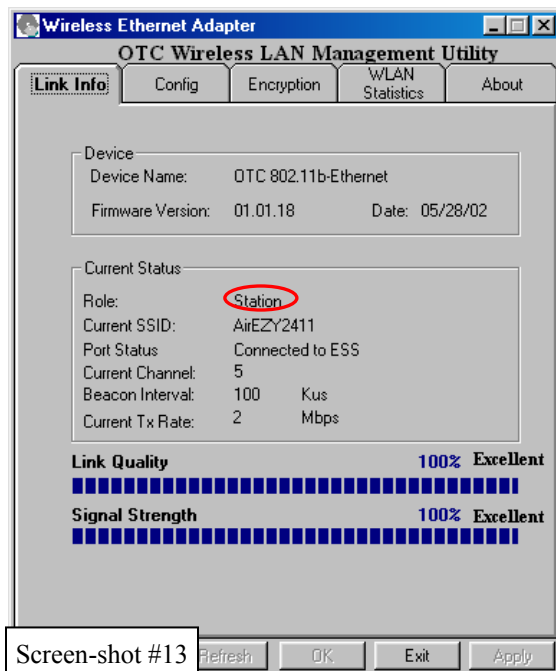 Wireless Ethernet Adapter
OTC Wireless LAN Management Utility
Link Info Config Encryption WLAN Statistics About
Device
Device Name: OTC 802.11b-Ethernet
Firmware Version: 01.01.18 Date: 05/28/02
Current Status
Role: Station
Current SSID: AirEZY2411
Port Status Connected to ESS
Current Channel: 5
Beacon Interval: 100 Kus
Current Tx Rate: 2 Mbps
Link Quality 100% Excellent
Signal Strength 100% Excellent
Screen-shot #13 Refresh OK Exit Apply